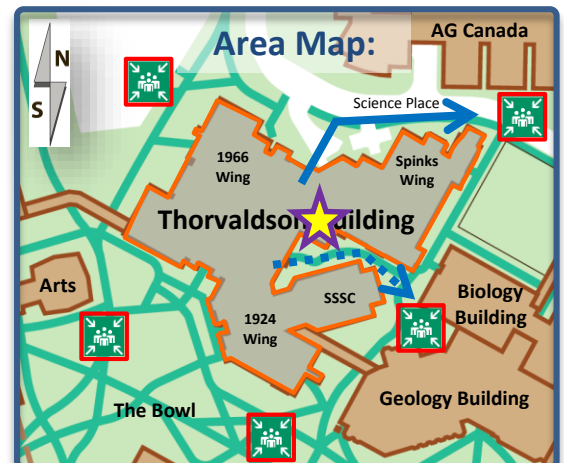 AG Canada
Area Map:
N
S
Science Place
1966
Wing
Spinks
Wing
Thorvaldson Building
Arts
SSSC
Biology
Building
1924
Wing
Geology Building
The Bowl